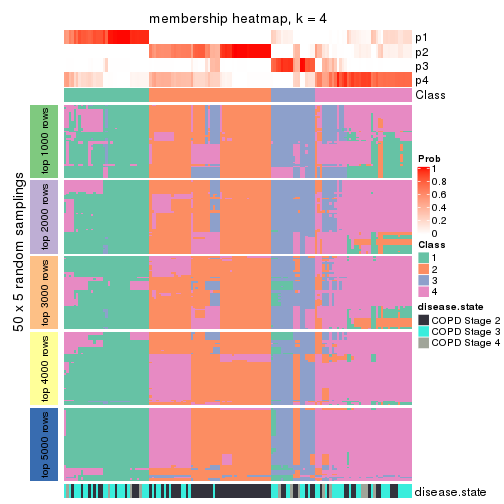 membership heatmap, k = 4
p1
p2
p3
p4
Class
50 x 5 random samplings
top 1000 rows
top 2000 rows
top 3000 rows
top 4000 rows
top 5000 rows
Prob
1
0.8
0.6
0.4
0.2
0
Class
1
2
3
4
disease.state
COPD Stage 2
COPD Stage 3
COPD Stage 4
disease.state